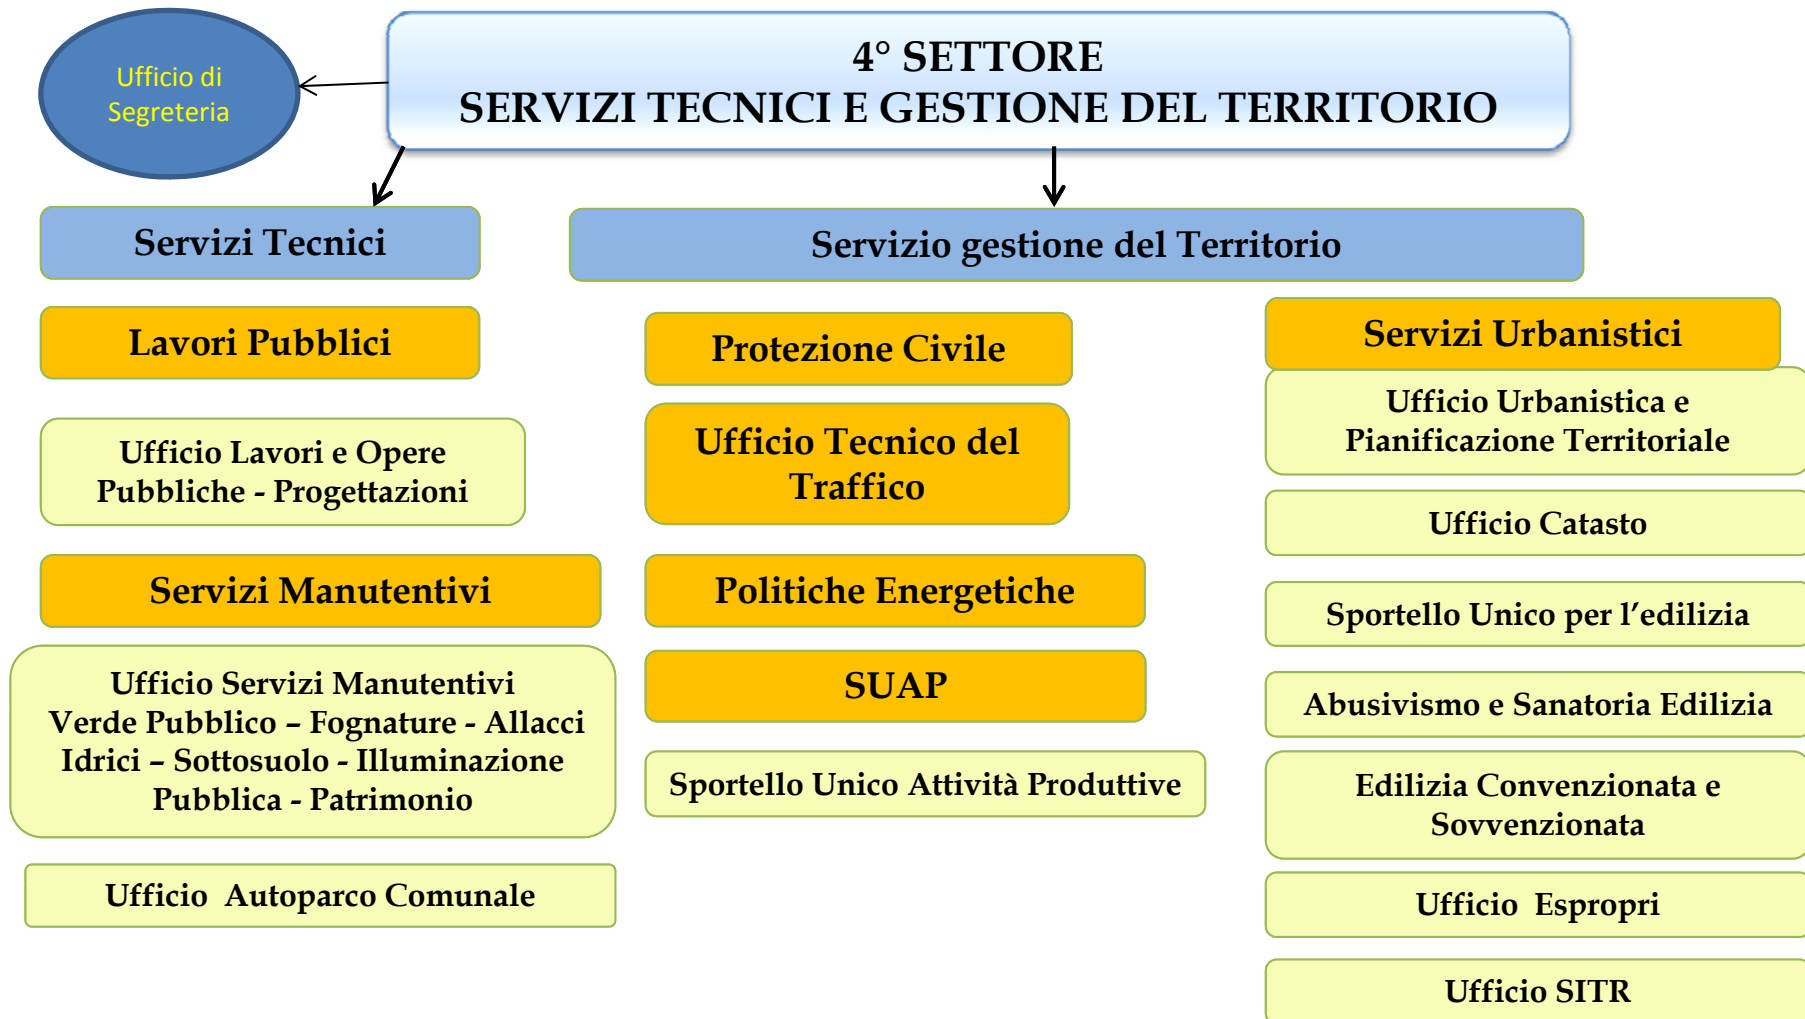 Ufficio di
Segreteria
4° SETTORE
SERVIZI TECNICI E GESTIONE DEL TERRITORIO
Servizi Tecnici
Lavori Pubblici
Ufficio Lavori e Opere
Pubbliche - Progettazioni
Servizi Manutentivi
Ufficio Servizi Manutentivi
Verde Pubblico – Fognature - Allacci
Idrici – Sottosuolo - Illuminazione
Pubblica - Patrimonio
Ufficio Autoparco Comunale
Servizio gestione del Territorio
Protezione Civile
Ufficio Tecnico del
Traffico
Politiche Energetiche
SUAP
Sportello Unico Attività Produttive
Servizi Urbanistici
Ufficio Urbanistica e
Pianificazione Territoriale
Ufficio Catasto
Sportello Unico per l’edilizia
Abusivismo e Sanatoria Edilizia
Edilizia Convenzionata e
Sovvenzionata
Ufficio Espropri
Ufficio SITR